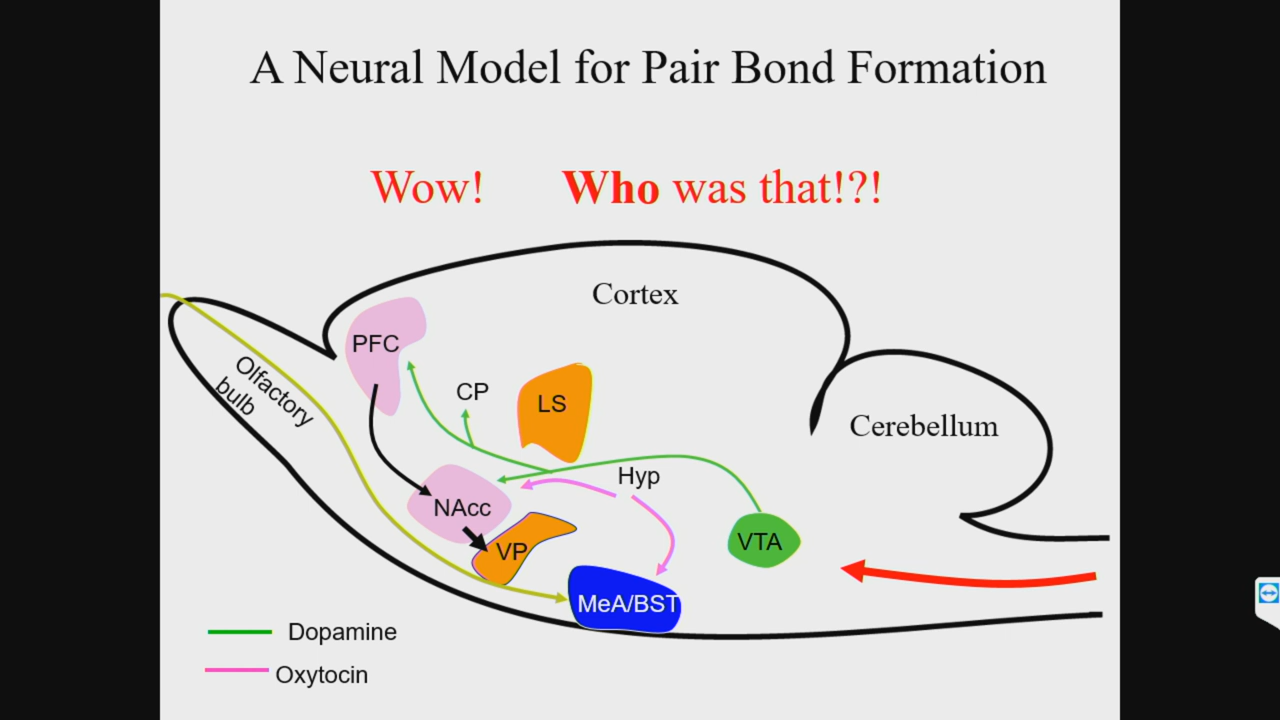 A Neural Model for Pair Bond Formation
Wow! Who was that!?!
Cortex
PFC
Olfactory
bulb
CP
LS
Cerebellum
Hyp
NAcc
VP
VTA
MeA/BST
Dopamine
Oxytocin